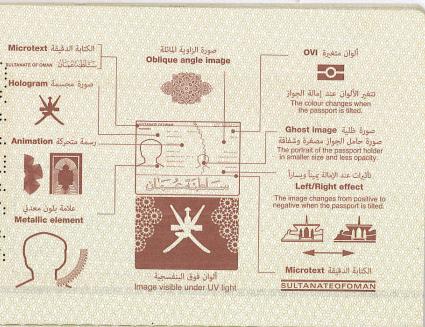 Microtext الكتابة الدقيقة
SULTANATE OF OMAN سلطنة عمان
Hologram صورة مجسمة
Animation رسمة متحركة
علامة بلون معدني
Metallic element
صورة الزاوية المائلة
Oblique angle image
SULTANATE OF OMAN
سلطنة عمان
ألوان فوق البنفسجية
Image visible under UV light
OVI ألوان متغيرة
تتغير الألوان عند إمالة الجواز
The colour changes when
the passport is tilted.
Ghost Image صورة ظلية
صورة حامل الجواز مصغرة وشفافة
The portrait of the passport holder
in smaller size and less opacity.
تأثيرات عند الإمالة يميناً ويساراً
Left/Right effect
The image changes from positive to
negative when the passport is tilted.
Microtext الكتابة الدقيقة
SULTANATEOFOMAN